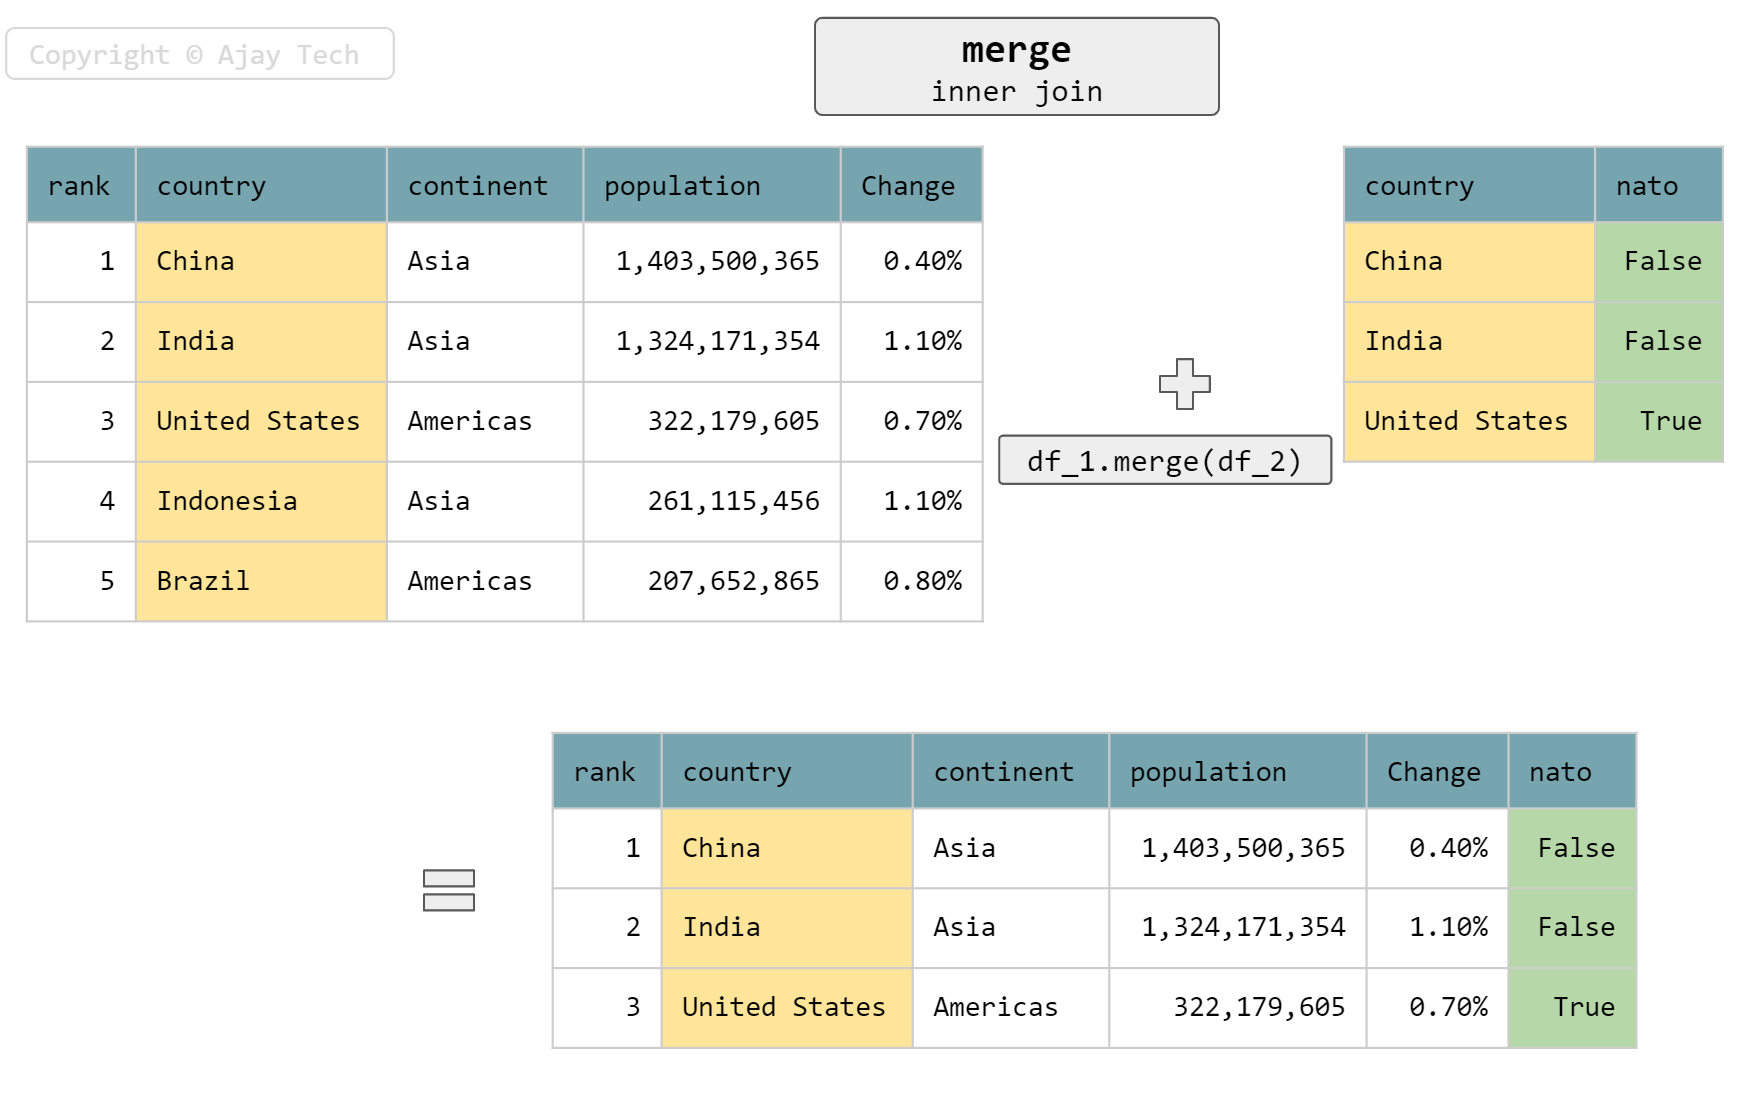 Copyright © Ajay Tech
merge
inner join
rank country continent population Change
1 China Asia 1,403,500,365 0.40%
2 India Asia 1,324,171,354 1.10%
3 United States Americas 322,179,605 0.70%
4 Indonesia Asia 261,115,456 1.10%
5 Brazil Americas 207,652,865 0.80%
df_1.merge(df_2)
country nato
China False
India False
United States True
rank country continent population Change nato
1 China Asia 1,403,500,365 0.40% False
2 India Asia 1,324,171,354 1.10% False
3 United States Americas 322,179,605 0.70% True